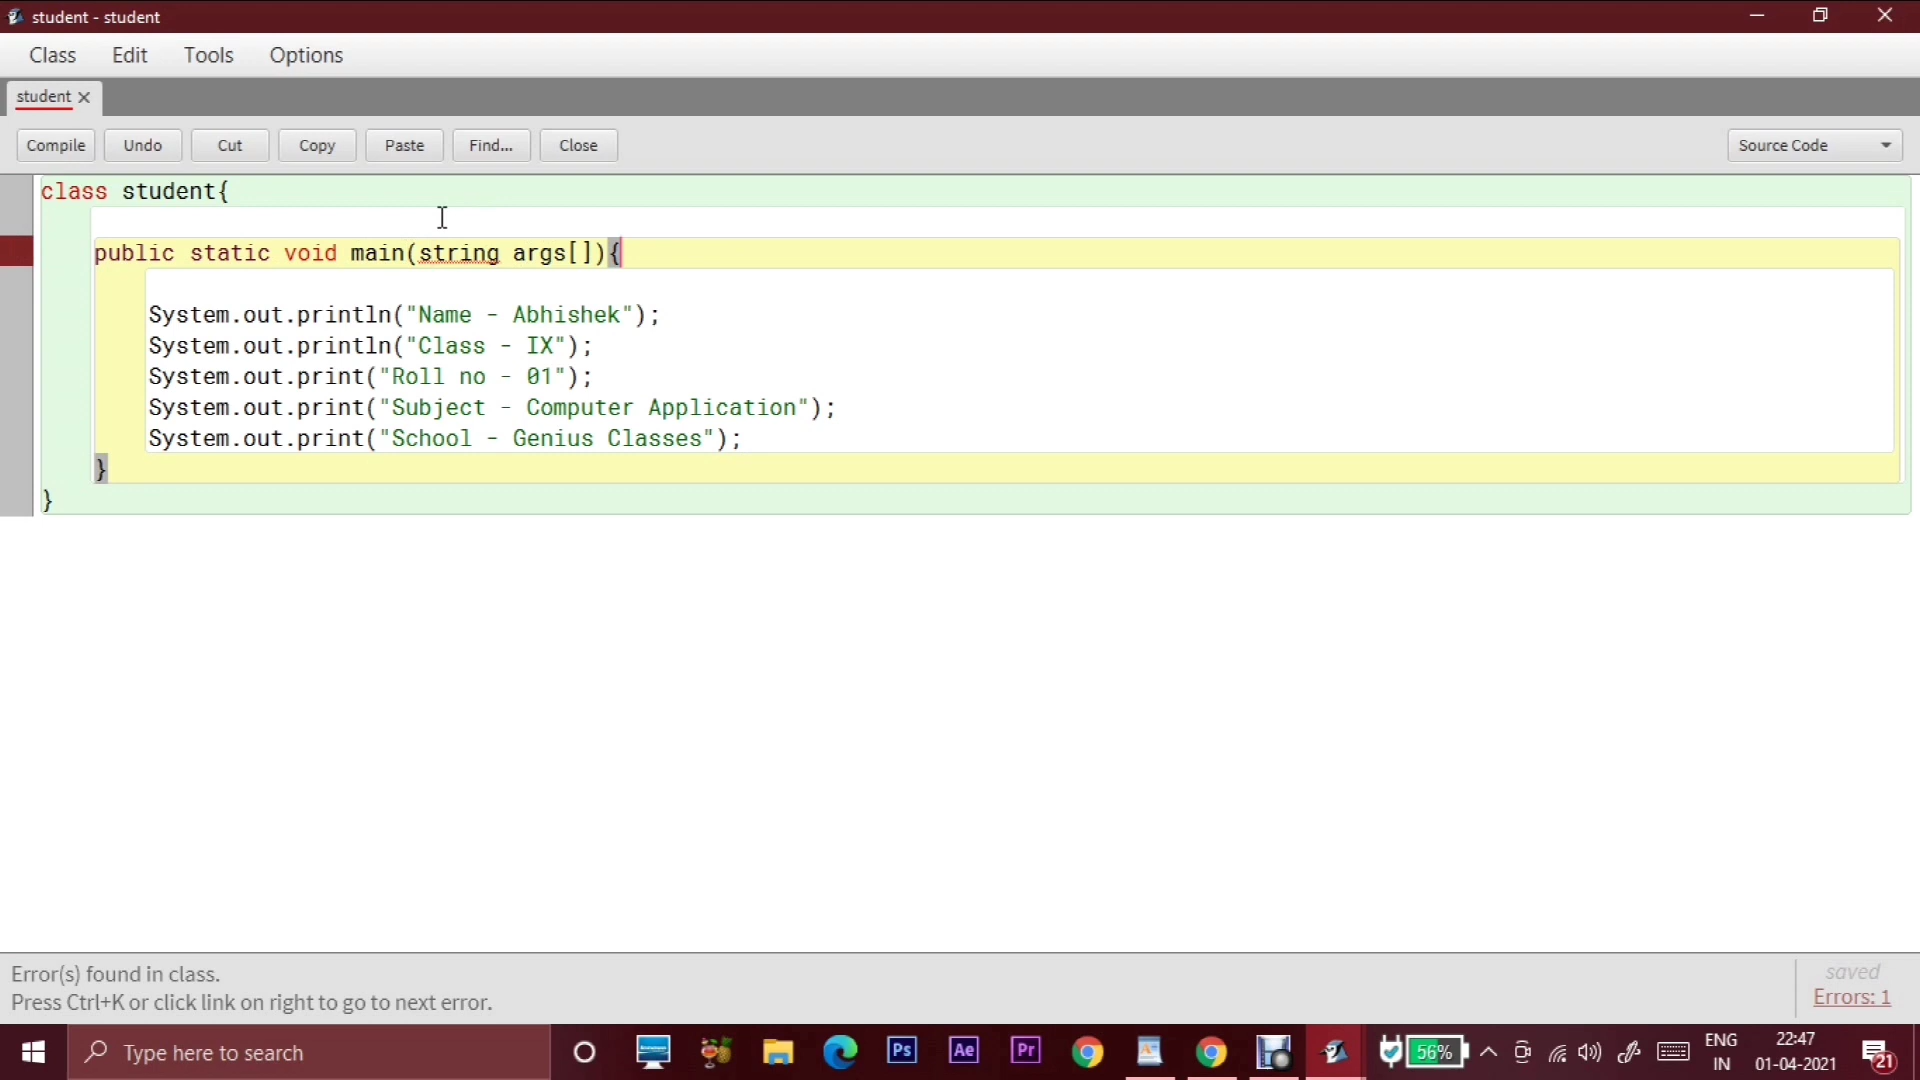 student - student
Class Edit Tools Options
student
Compile Undo Cut Copy Paste Find... Close Source Code
class student{
public static void main(string args[]){
System.out.println("Name - Abhishek");
System.out.println("Class - IX");
System.out.print("Roll no - 01");
System.out.print("Subject - Computer Application");
System.out.print("School - Genius Classes");
}
}
Error(s) found in class.
Press Ctrl+K or click link on right to go to next error.
saved
Errors: 1
Type here to search
Ps Ae Pr
56%
ENG
IN
22:47
01-04-2021
21